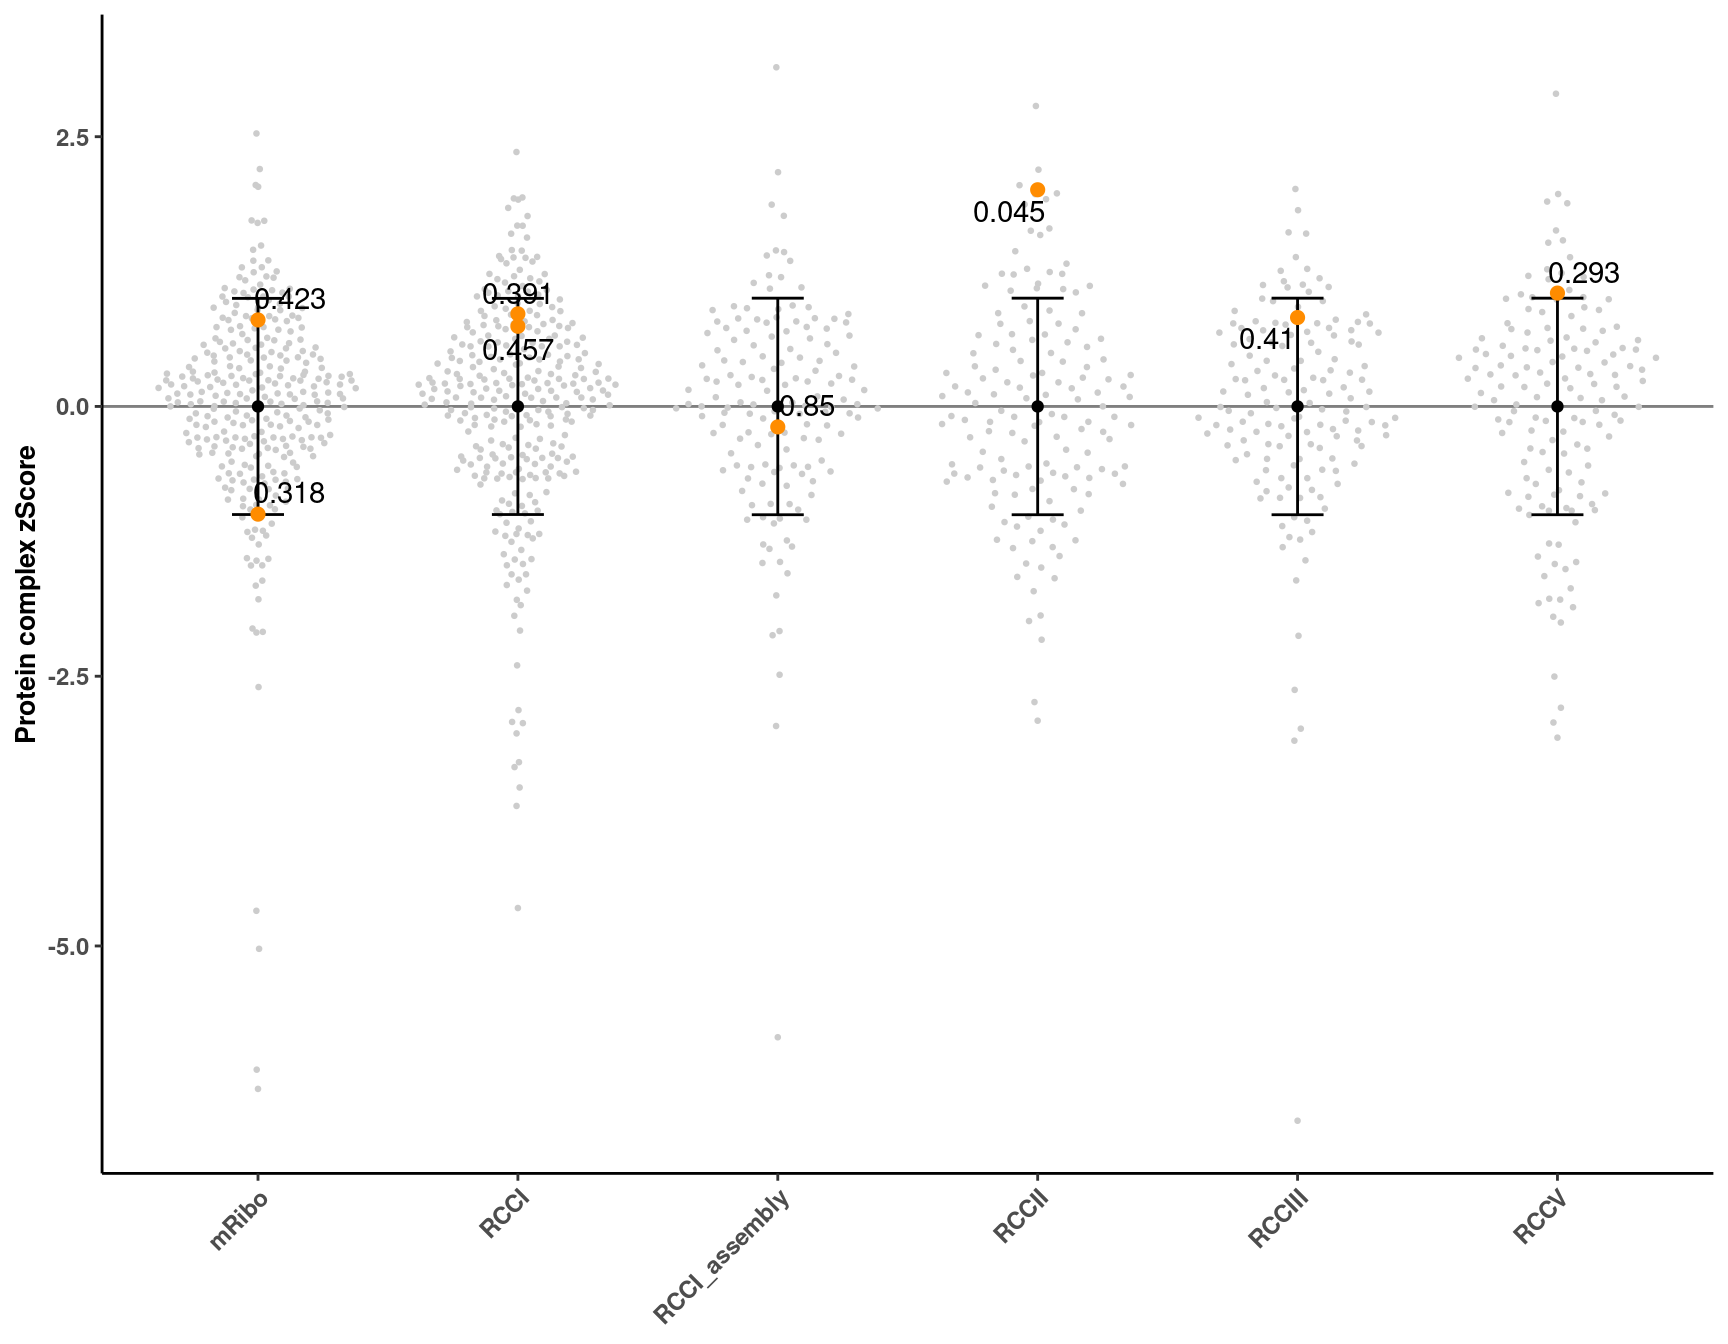 Protein complex zScore
2.5
0.0
-2.5
-5.0
0.423
0.318
0.391
0.457
0.85
0.045
0.41
0.293
mRibo
RCCI
RCCI_assembly
RCCII
RCCIII
RCCV